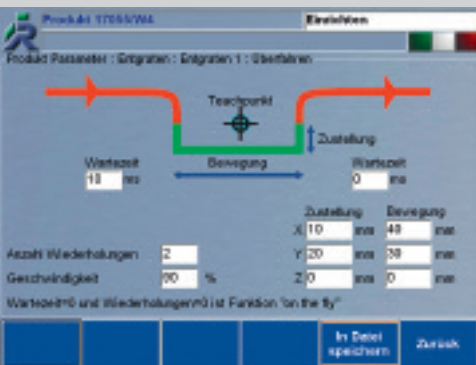 Produkt 17055/WA Einrichten
Produkt Parameter : Entgraten : Entgraten 1 : Überfahren
Teachpunkt
Zustellung
Wartezeit Bewegung Wartezeit
10 ms 0 ms
Zustellung Bewegung
X 10 mm 40 mm
Anzahl Wiederholungen 2 Y 20 mm 30 mm
Geschwindigkeit 80 % Z 0 mm 0 mm
Wartezeit=0 und Wiederholungen=0 ist Funktion "on the fly"
In Datei speichern Zurück